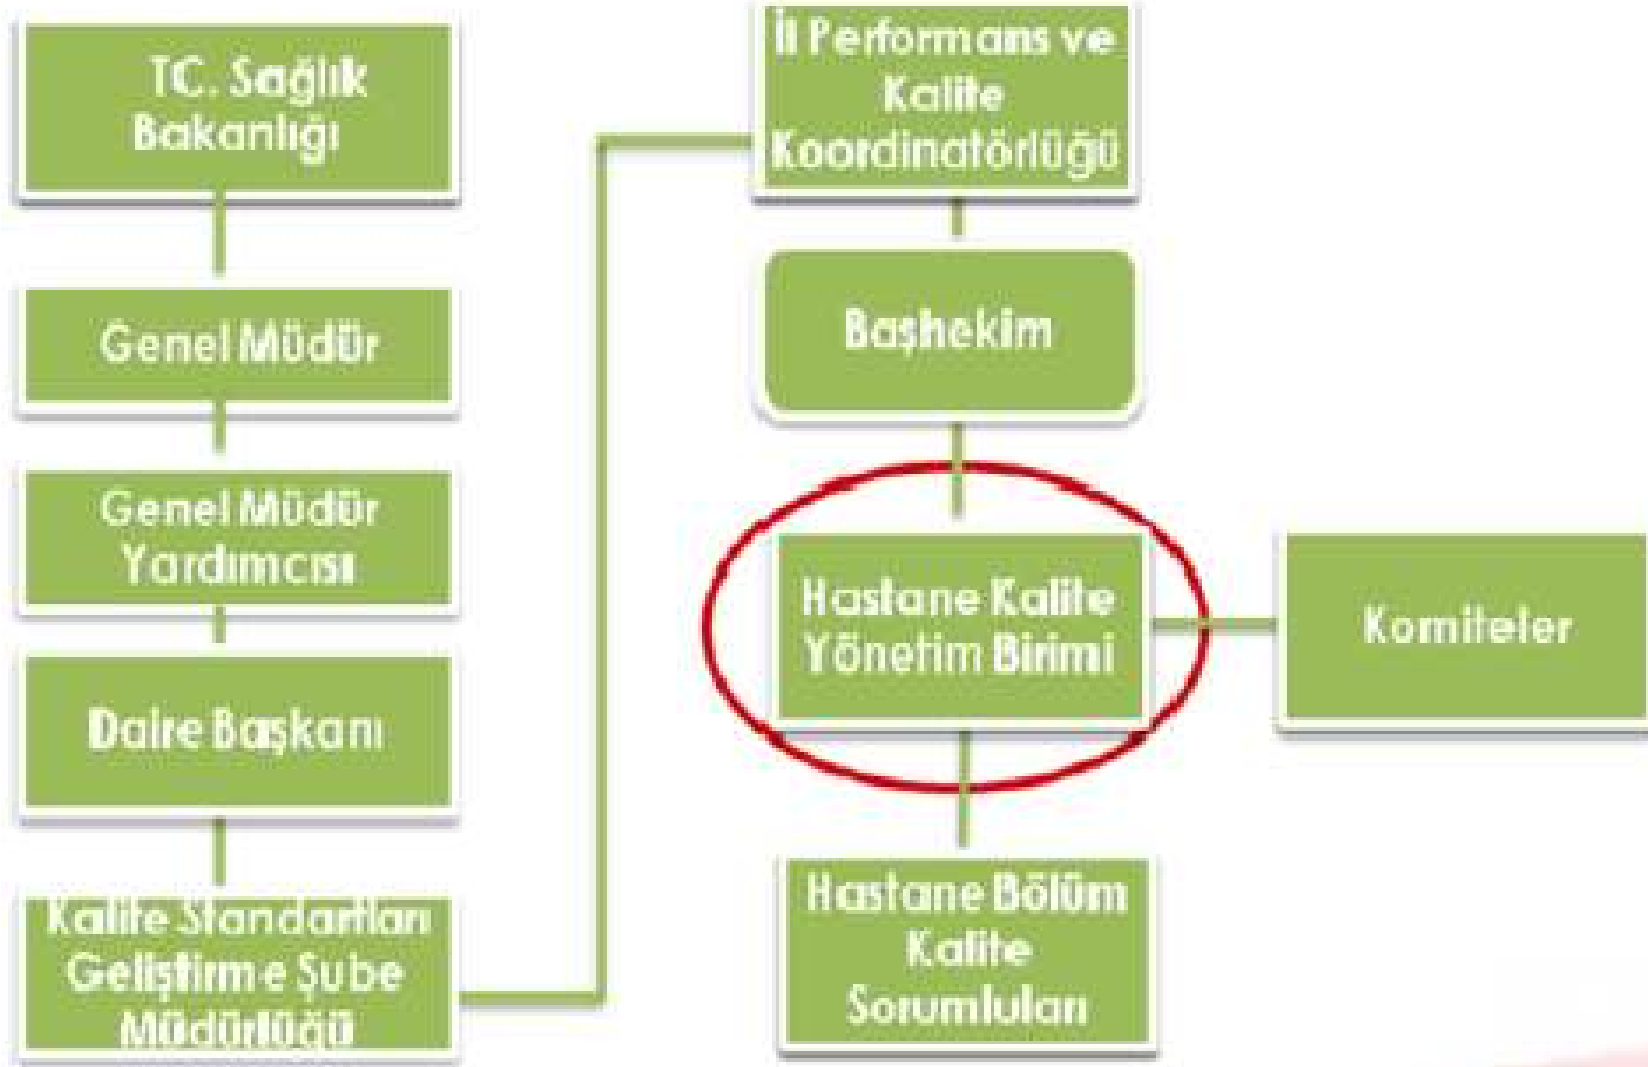 TC. Sağlık
Bakanlığı
Genel Müdür
Genel Müdür
Yardımcısı
Daire Başkanı
Kalite Standartları
Geliştirme Şube
Müdürlüğü
İl Performans ve
Kalite
Koordinatörlüğü
Başhekim
Hastane Kalite
Yönetim Birimi
Komiteler
Hastane Bölüm
Kalite
Sorumluları